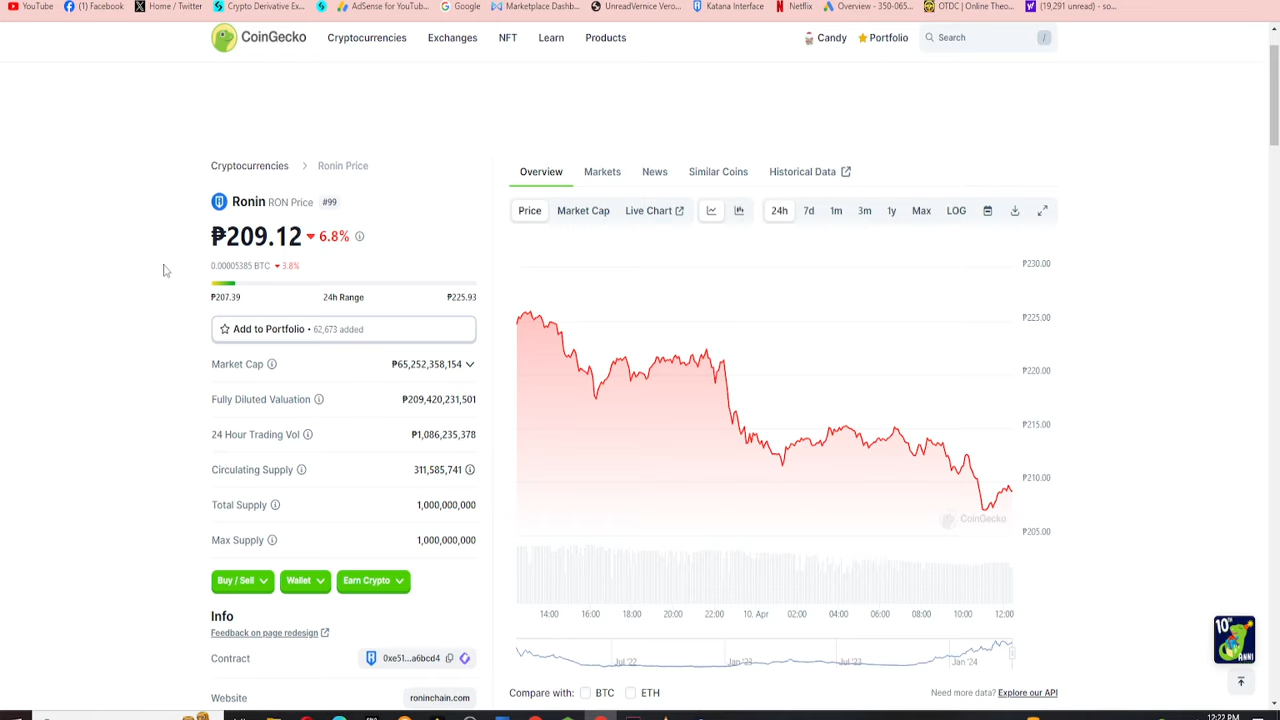 YouTube (1) Facebook Home / Twitter Crypto Derivative Ex... AdSense for YouTub... Google Marketplace Dashb... UnreadVernice Vero... Katana Interface Netflix Overview - 350-065... OTDC | Online Theo... (19,291 unread) - so...
CoinGecko Cryptocurrencies Exchanges NFT Learn Products Candy Portfolio Search /
Cryptocurrencies > Ronin Price
Overview Markets News Similar Coins Historical Data
Ronin RON Price #99
Price Market Cap Live Chart 24h 7d 1m 3m 1y Max LOG
₱209.12 6.8%
0.00005385 BTC 3.8%
₱207.39 24h Range ₱225.93
Add to Portfolio • 62,673 added
Market Cap ₱65,252,358,154
Fully Diluted Valuation ₱209,420,231,501
24 Hour Trading Vol ₱1,086,235,378
Circulating Supply 311,585,741
Total Supply 1,000,000,000
Max Supply 1,000,000,000
Buy / Sell Wallet Earn Crypto
Info
Feedback on page redesign
Contract 0xe51...a6bcd4
Website roninchain.com
₱230.00
₱225.00
₱220.00
₱215.00
₱210.00
₱205.00
CoinGecko
14:00 16:00 18:00 20:00 22:00 10. Apr 02:00 04:00 06:00 08:00 10:00 12:00
Jul '22 Jan '23 Jul '23 Jan '24
Compare with: BTC ETH
Need more data? Explore our API
10TH
ANNI
12:22 PM